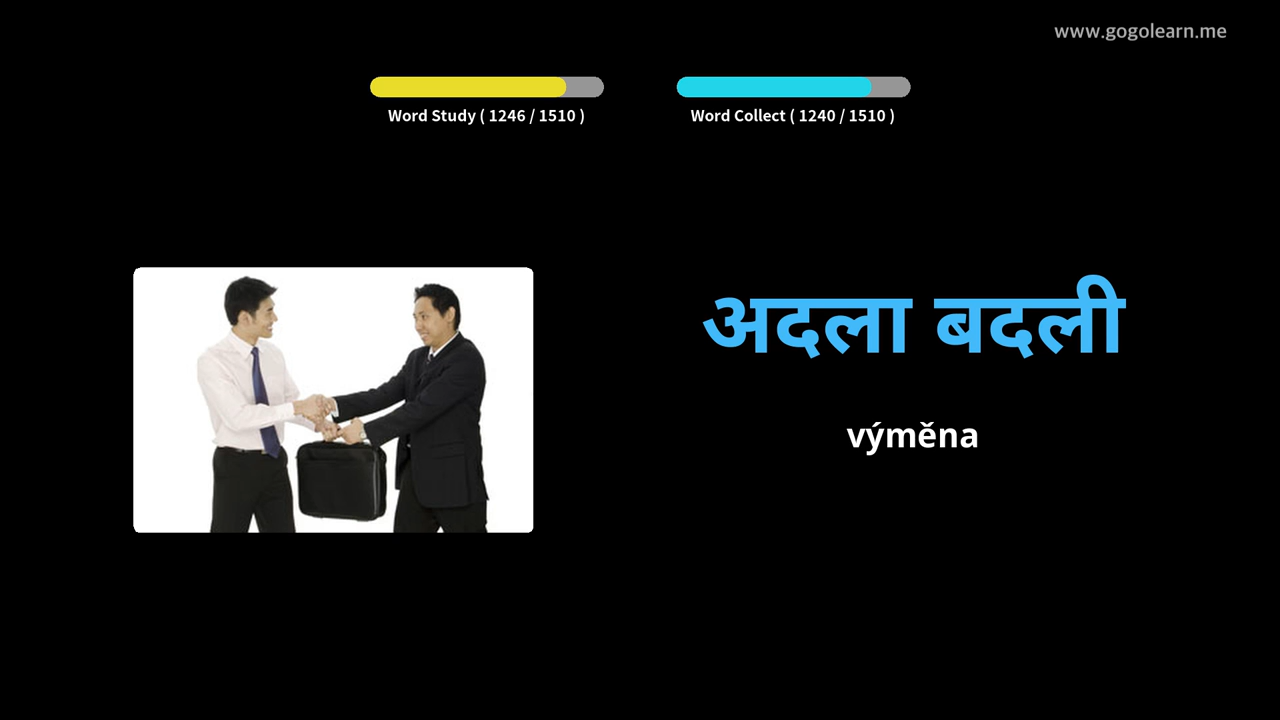 www.gogolearn.me
Word Study ( 1246 / 1510 )
Word Collect ( 1240 / 1510 )
अदला बदली
výměna